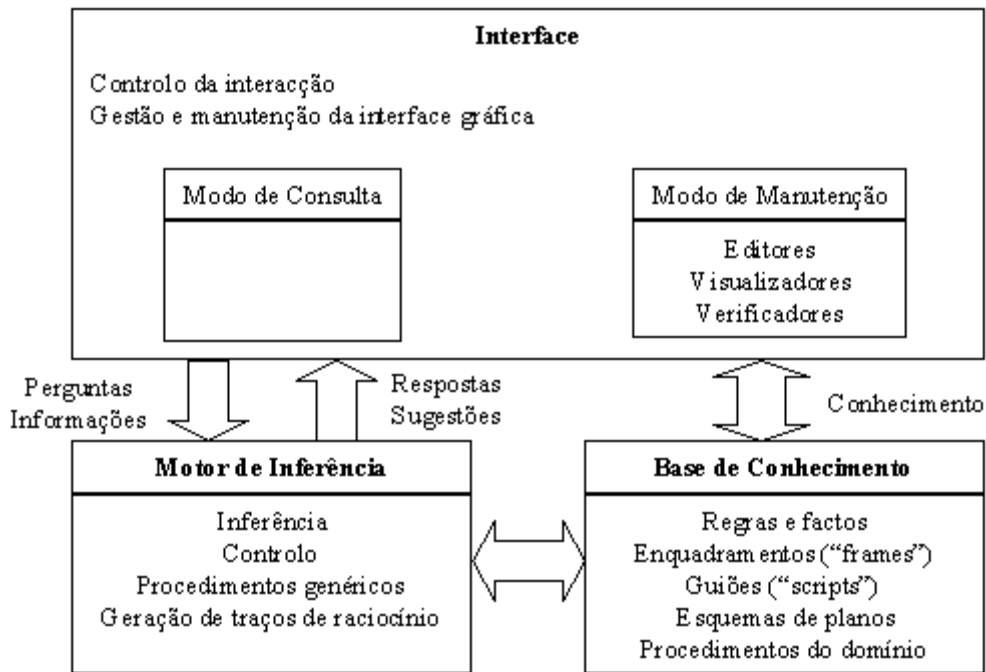 Interface
Controlo da interacção
Gestão e manutenção da interface gráfica
Modo de Consulta
Modo de Manutenção
Editores
Visualizadores
Verificadores
Perguntas
Informações
Respostas
Sugestões
Conhecimento
Motor de Inferência
Inferência
Controlo
Procedimentos genéricos
Geração de traços de raciocínio
Base de Conhecimento
Regras e factos
Enquadramentos (“frames”)
Guiões (“scripts”)
Esquemas de planos
Procedimentos do domínio